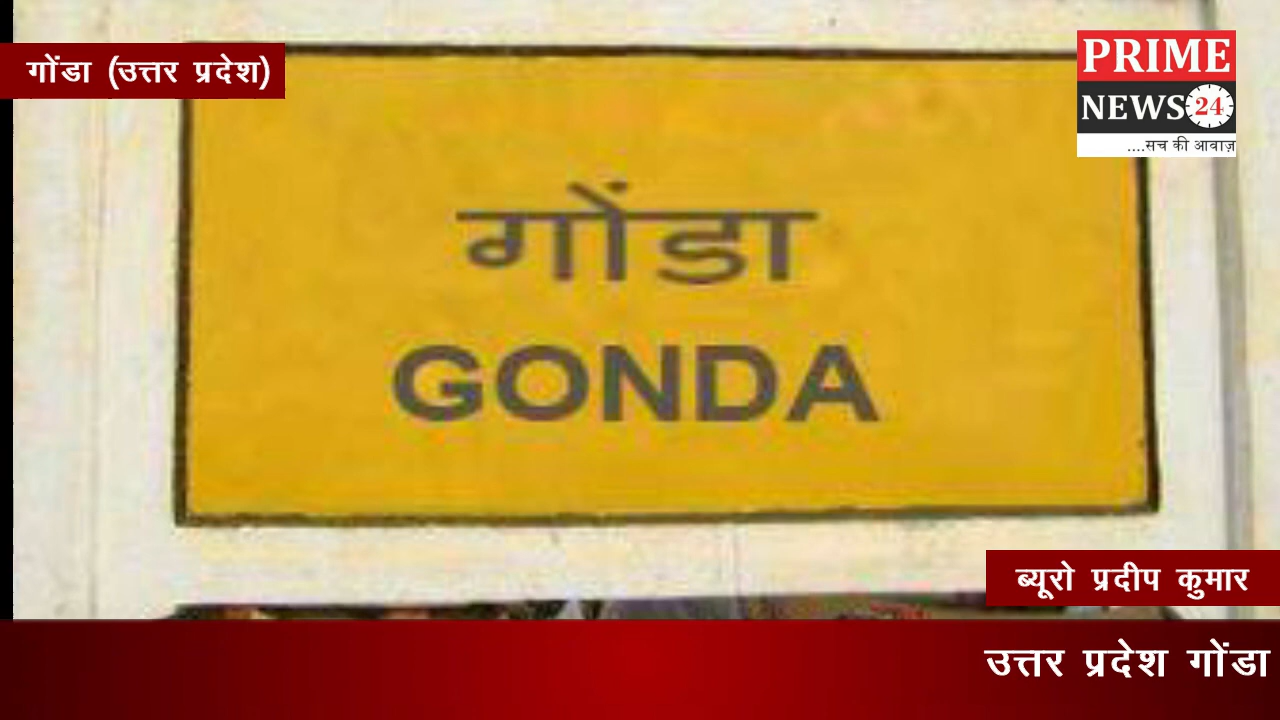 गोंडा (उत्तर प्रदेश)
PRIME
NEWS 24
....सच की आवाज़
गोंडा
GONDA
ब्यूरो प्रदीप कुमार
उत्तर प्रदेश गोंडा